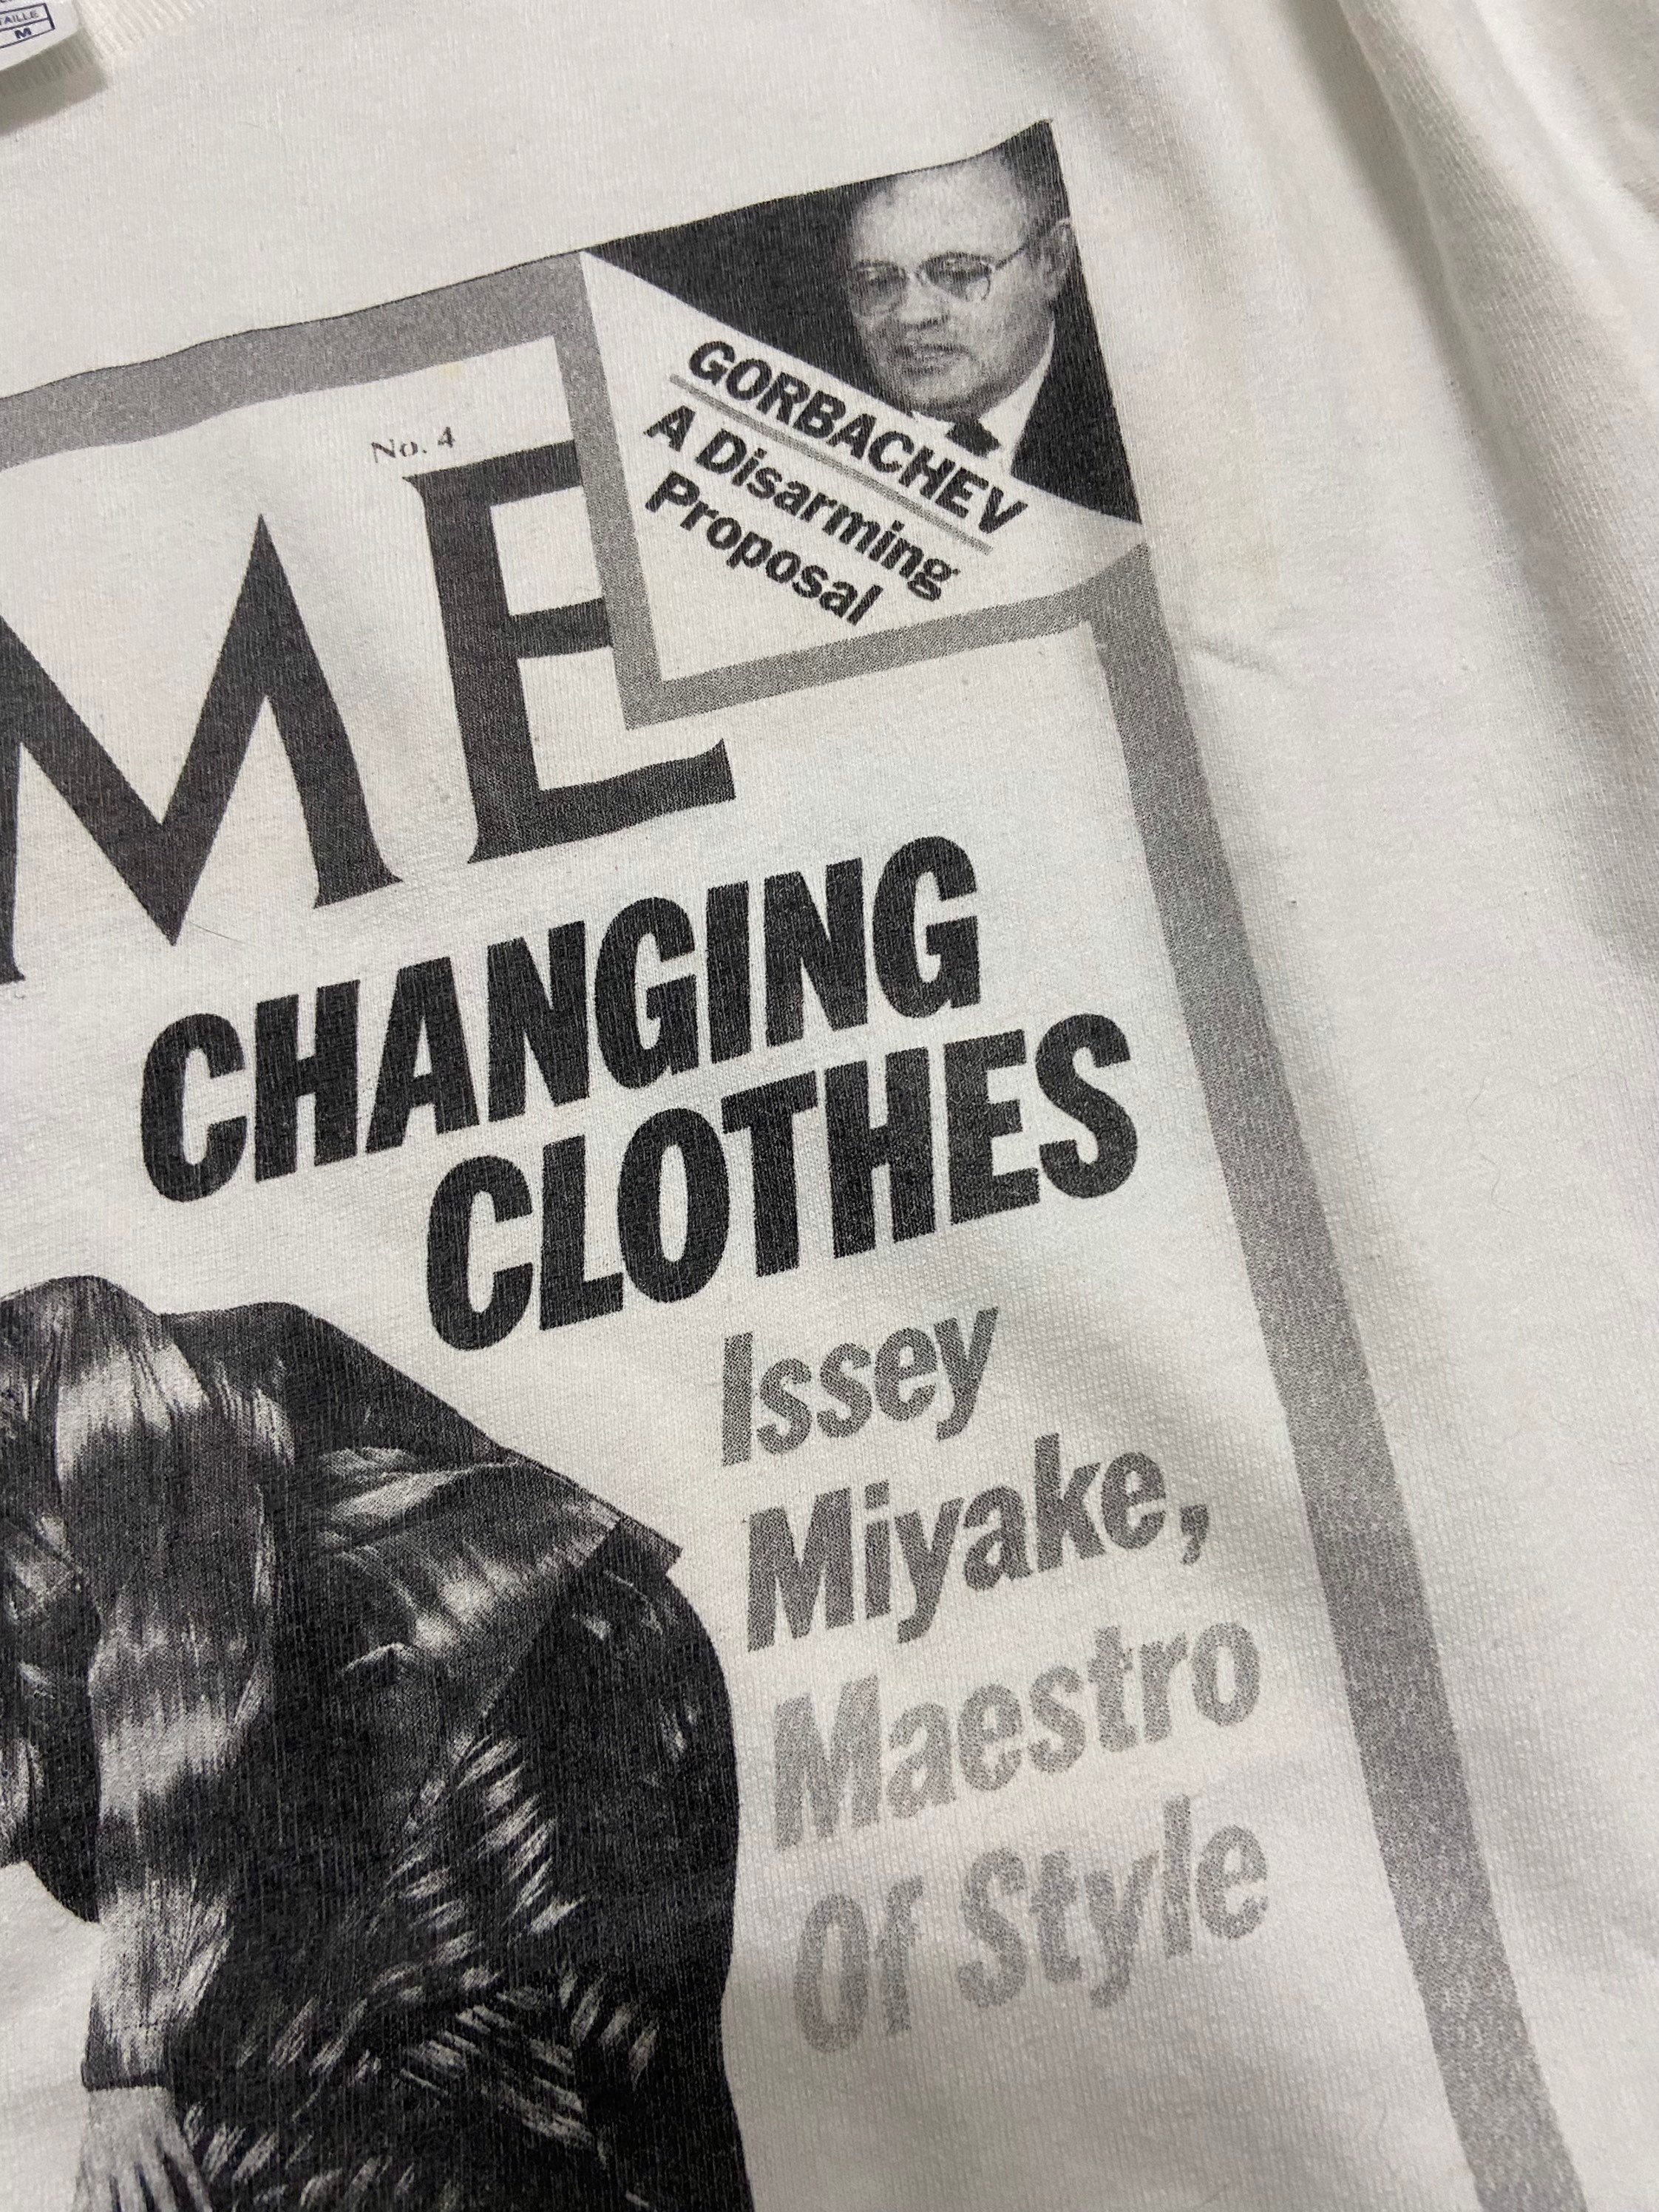 TAILLE
M
GORBACHEV
A Disarming
Proposal
No. 4
ME
CHANGING
CLOTHES
Issey
Miyake,
Maestro
Of Style